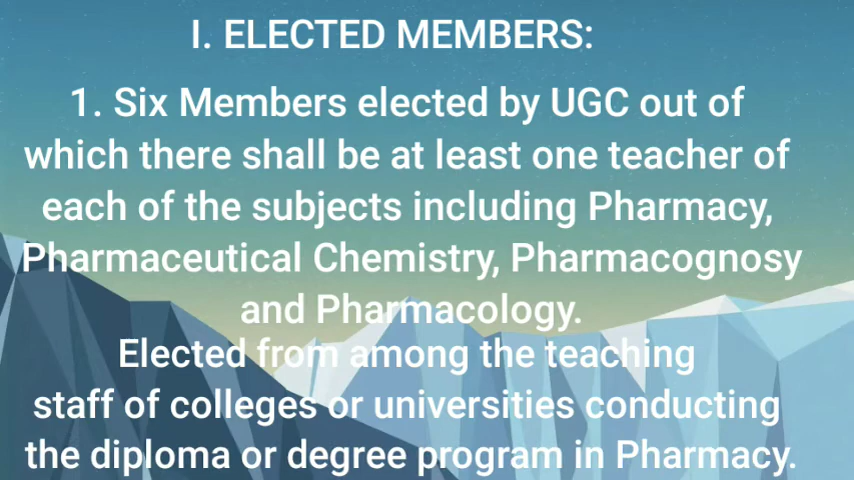 I. ELECTED MEMBERS:
1. Six Members elected by UGC out of
which there shall be at least one teacher of
each of the subjects including Pharmacy,
Pharmaceutical Chemistry, Pharmacognosy
and Pharmacology.
Elected from among the teaching
staff of colleges or universities conducting
the diploma or degree program in Pharmacy.